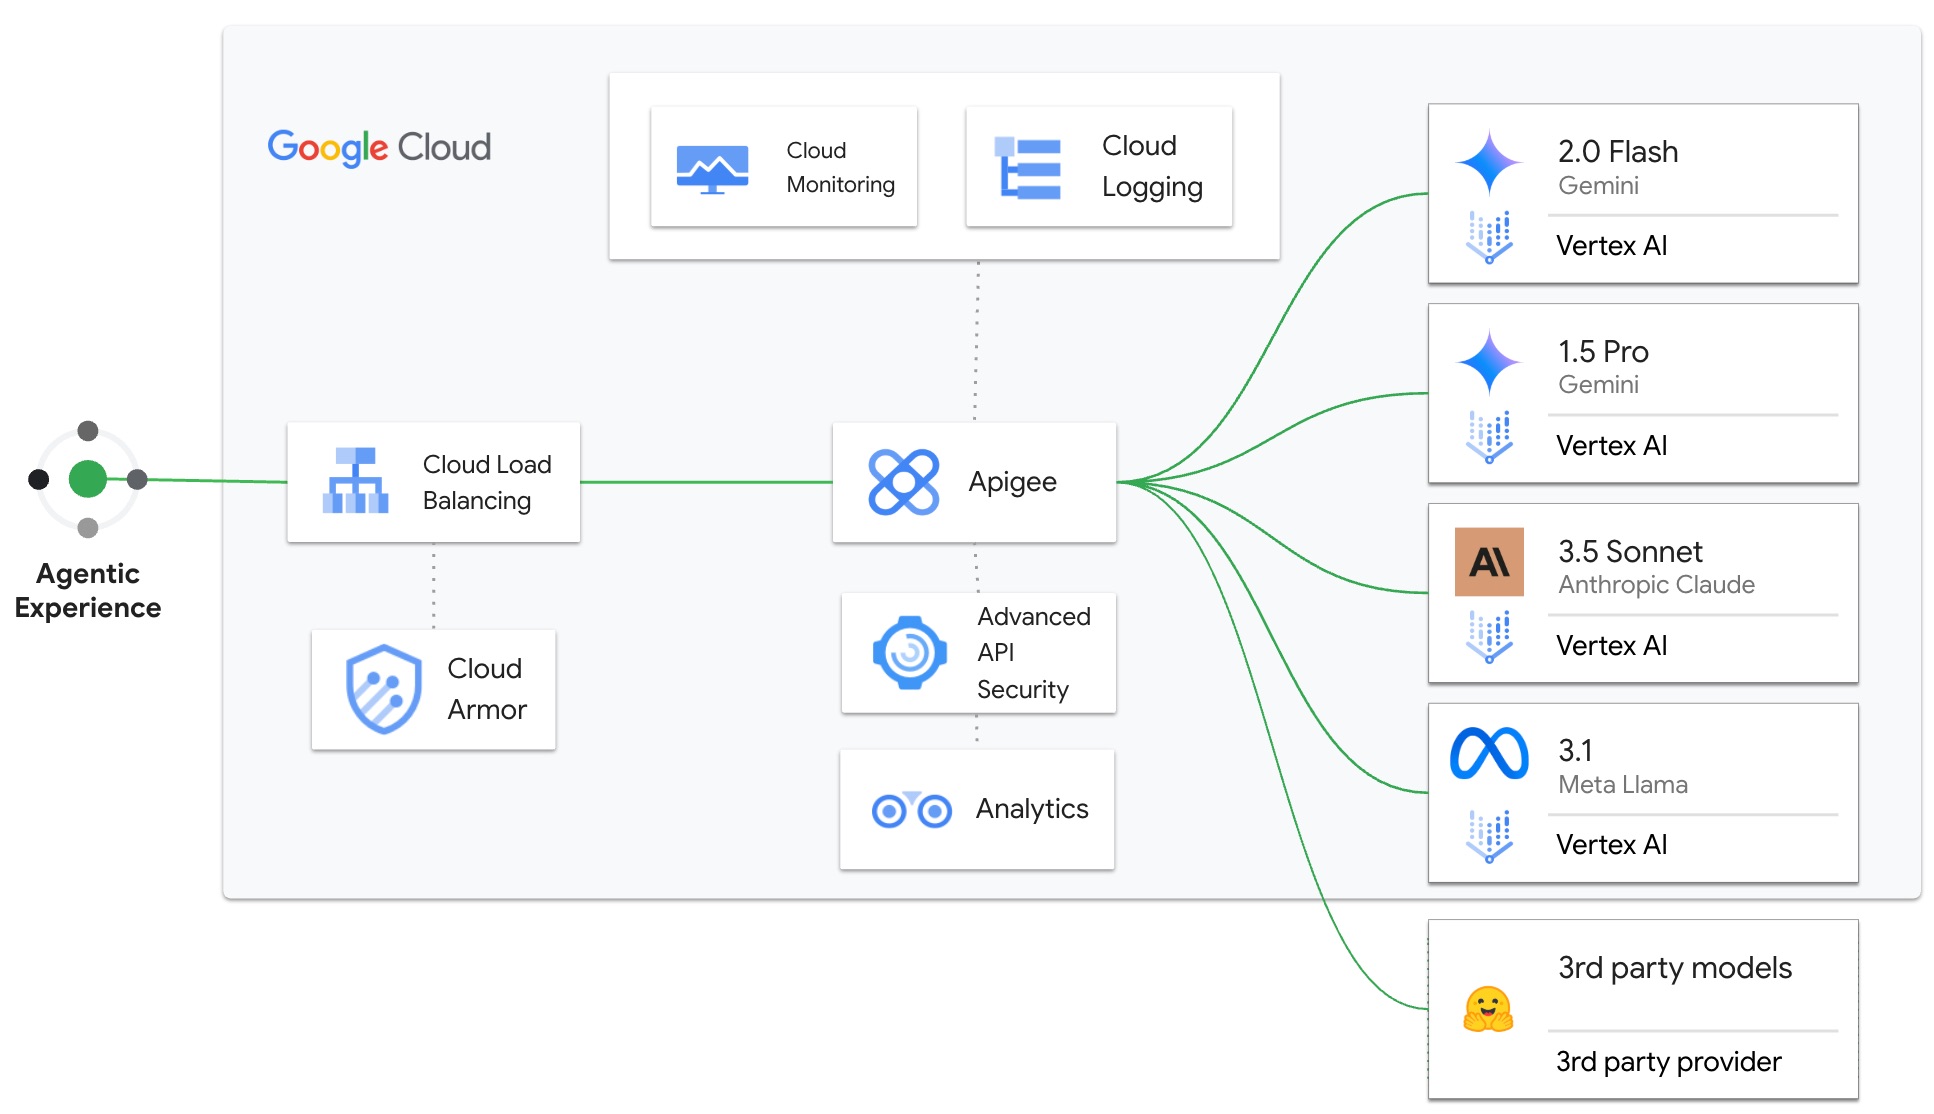 Google Cloud
Cloud
Monitoring
Cloud
Logging
Agentic
Experience
Cloud Load
Balancing
Cloud
Armor
Apigee
Advanced
API
Security
Analytics
2.0 Flash
Gemini
Vertex AI
1.5 Pro
Gemini
Vertex AI
3.5 Sonnet
Anthropic Claude
Vertex AI
3.1
Meta Llama
Vertex AI
3rd party models
3rd party provider